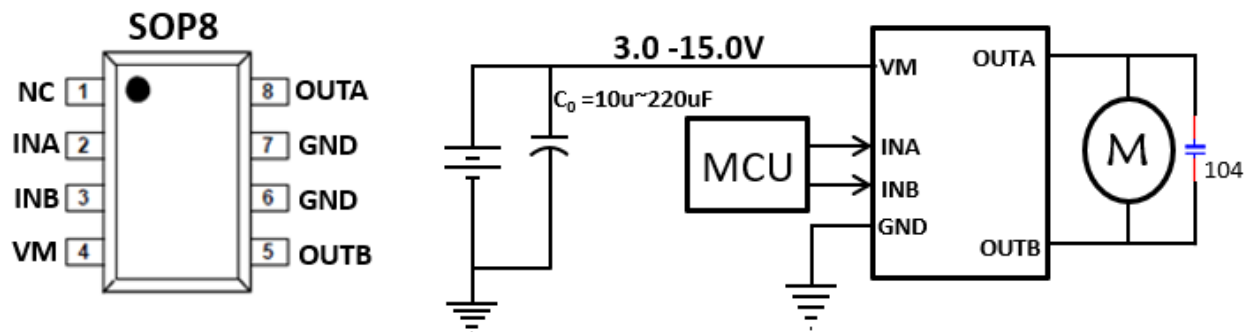 SOP8
NC 1 8 OUTA
INA 2 7 GND
INB 3 6 GND
VM 4 5 OUTB
3.0 -15.0V
C₀ =10u~220uF
MCU
VM
INA
INB
GND
OUTA
OUTB
M
104